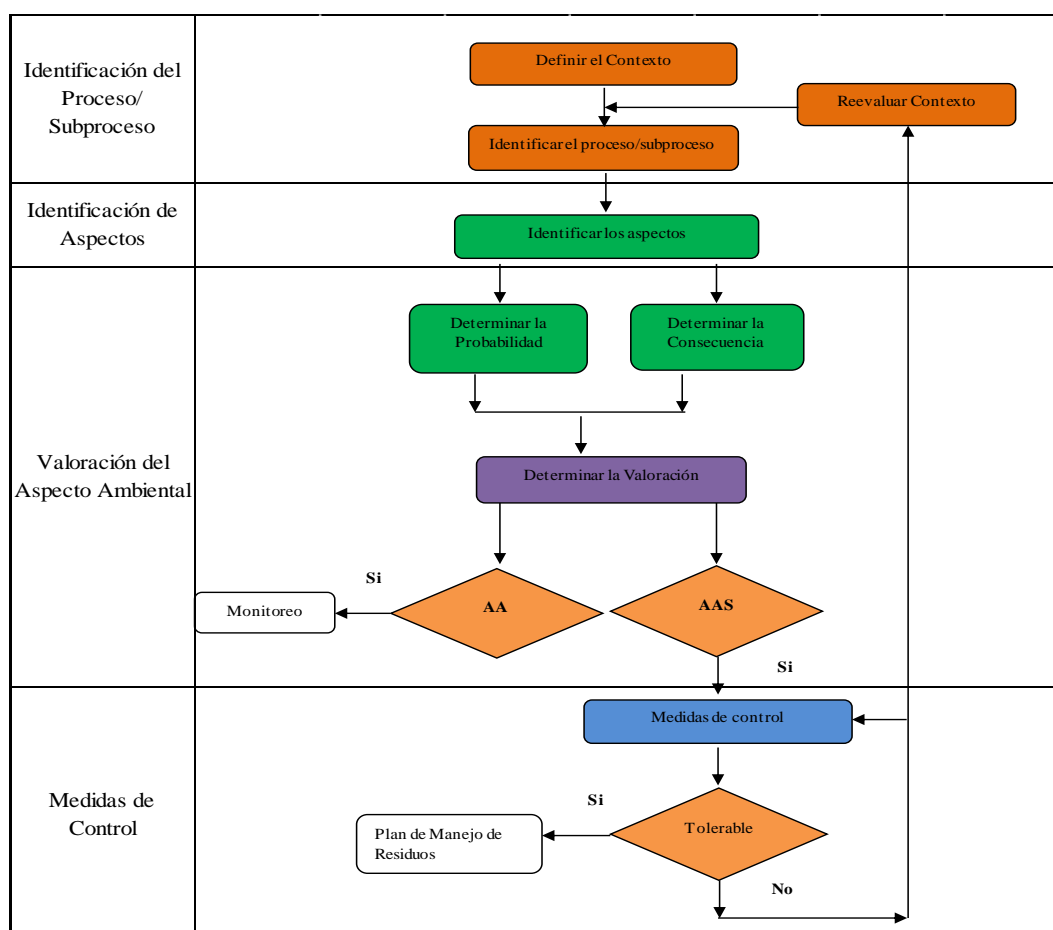 Identificación del
Proceso/
Subproceso
Definir el Contexto
Reevaluar Contexto
Identificar el proceso/subproceso
Identificación de
Aspectos
Identificar los aspectos
Valoración del
Aspecto Ambiental
Determinar la
Probabilidad
Determinar la
Consecuencia
Determinar la Valoración
Si
AA
AAS
Monitoreo
Si
Medidas de
Control
Medidas de control
Si
Tolerable
Plan de Manejo de
Residuos
No